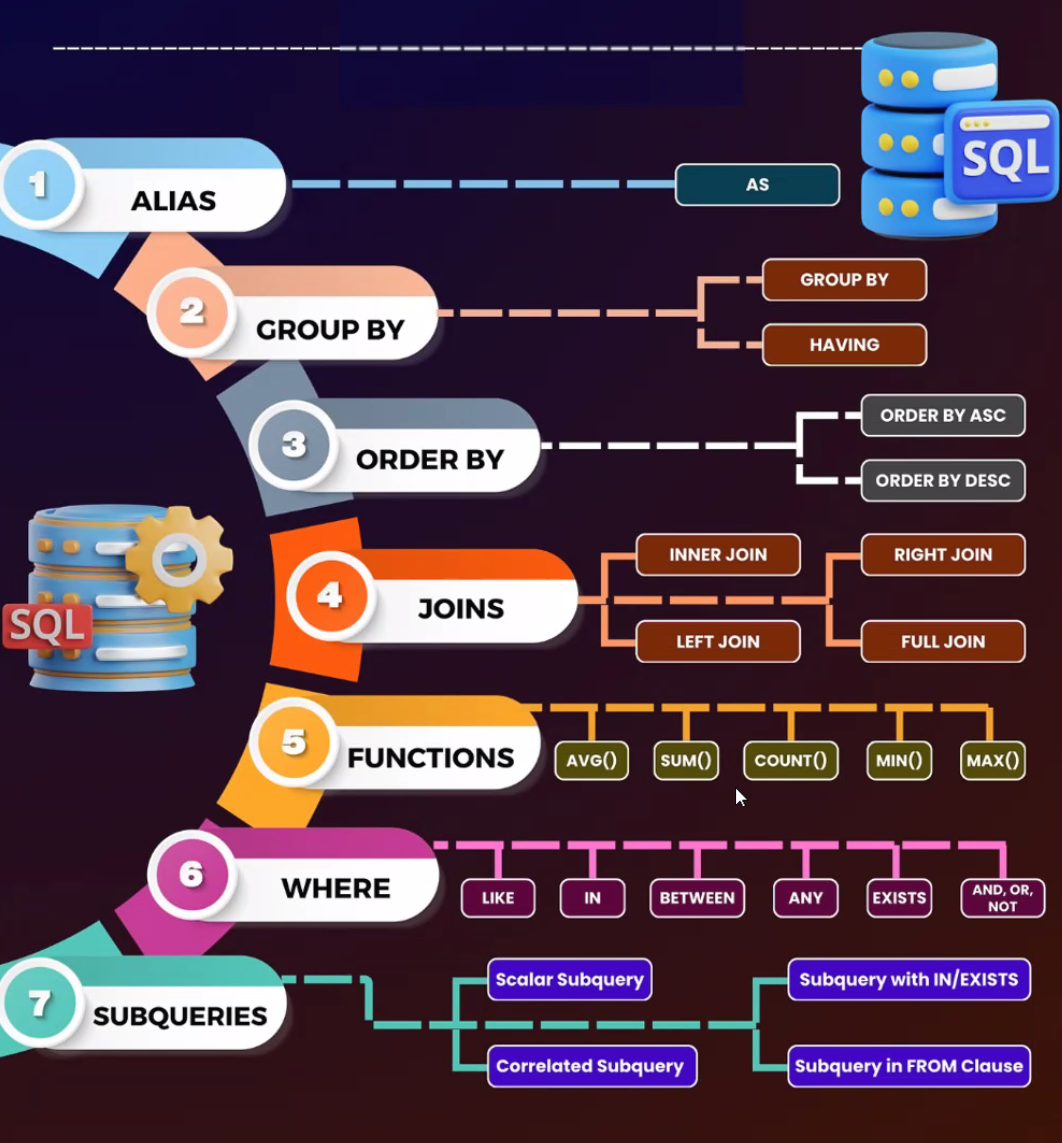 SQL
1
ALIAS
AS
2
GROUP BY
GROUP BY
HAVING
3
ORDER BY
ORDER BY ASC
ORDER BY DESC
SQL
4
JOINS
INNER JOIN
RIGHT JOIN
LEFT JOIN
FULL JOIN
5
FUNCTIONS
AVG()
SUM()
COUNT()
MIN()
MAX()
6
WHERE
LIKE
IN
BETWEEN
ANY
EXISTS
AND, OR,
NOT
7
SUBQUERIES
Scalar Subquery
Subquery with IN/EXISTS
Correlated Subquery
Subquery in FROM Clause